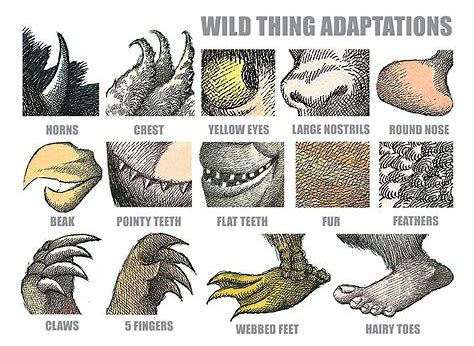 WILD THING ADAPTATIONS
HORNS
CREST
YELLOW EYES
LARGE NOSTRILS
ROUND NOSE
BEAK
POINTY TEETH
FLAT TEETH
FUR
FEATHERS
CLAWS
5 FINGERS
WEBBED FEET
HAIRY TOES